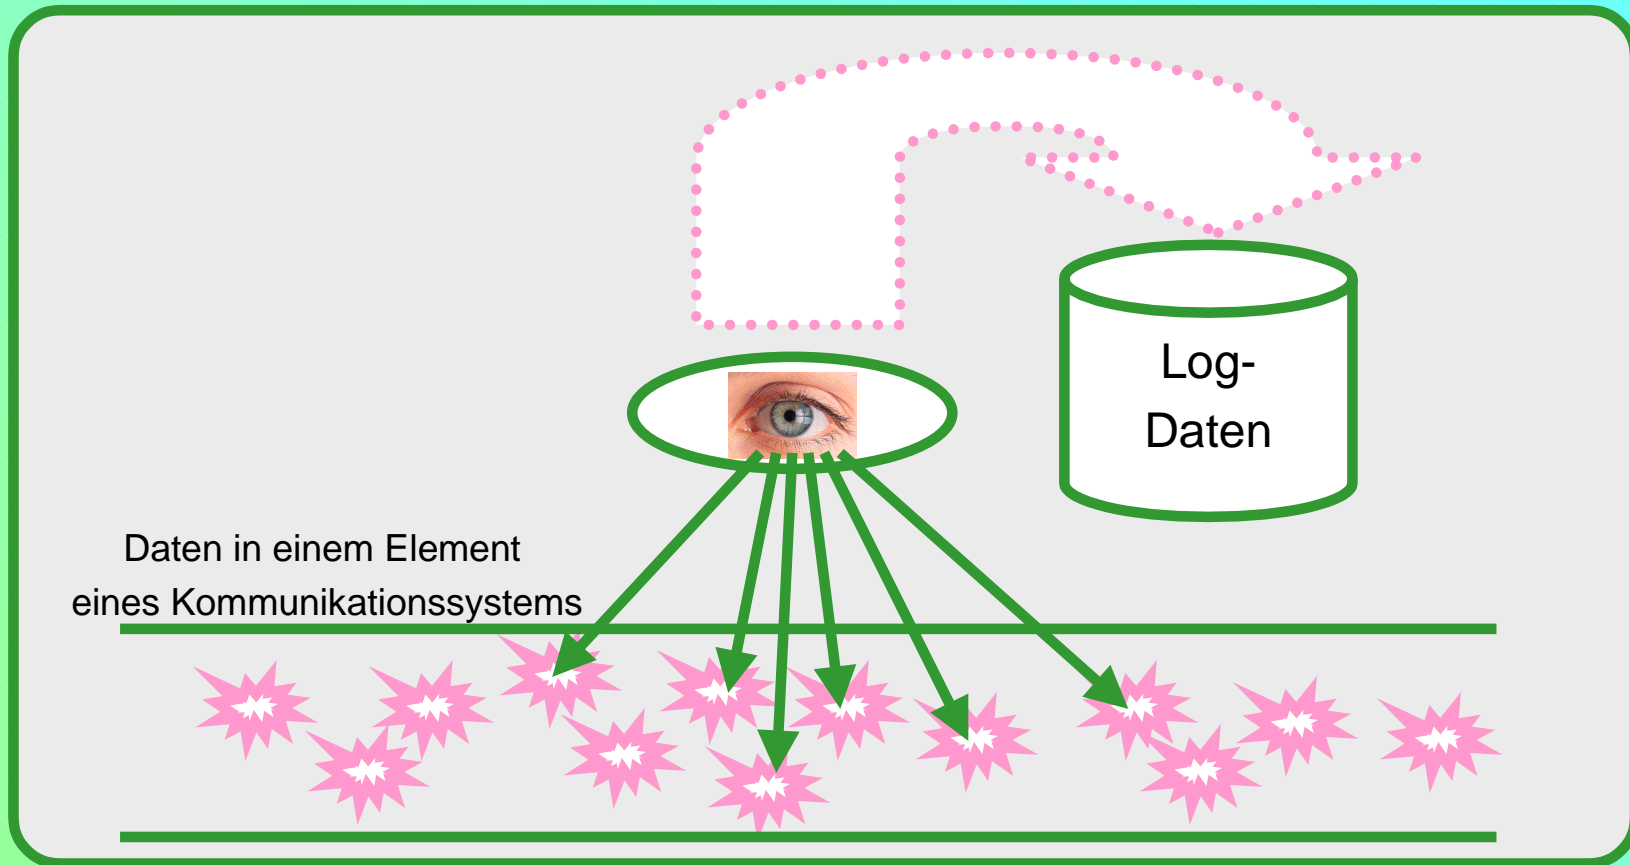 Log-
Daten
Daten in einem Element
eines Kommunikationssystems